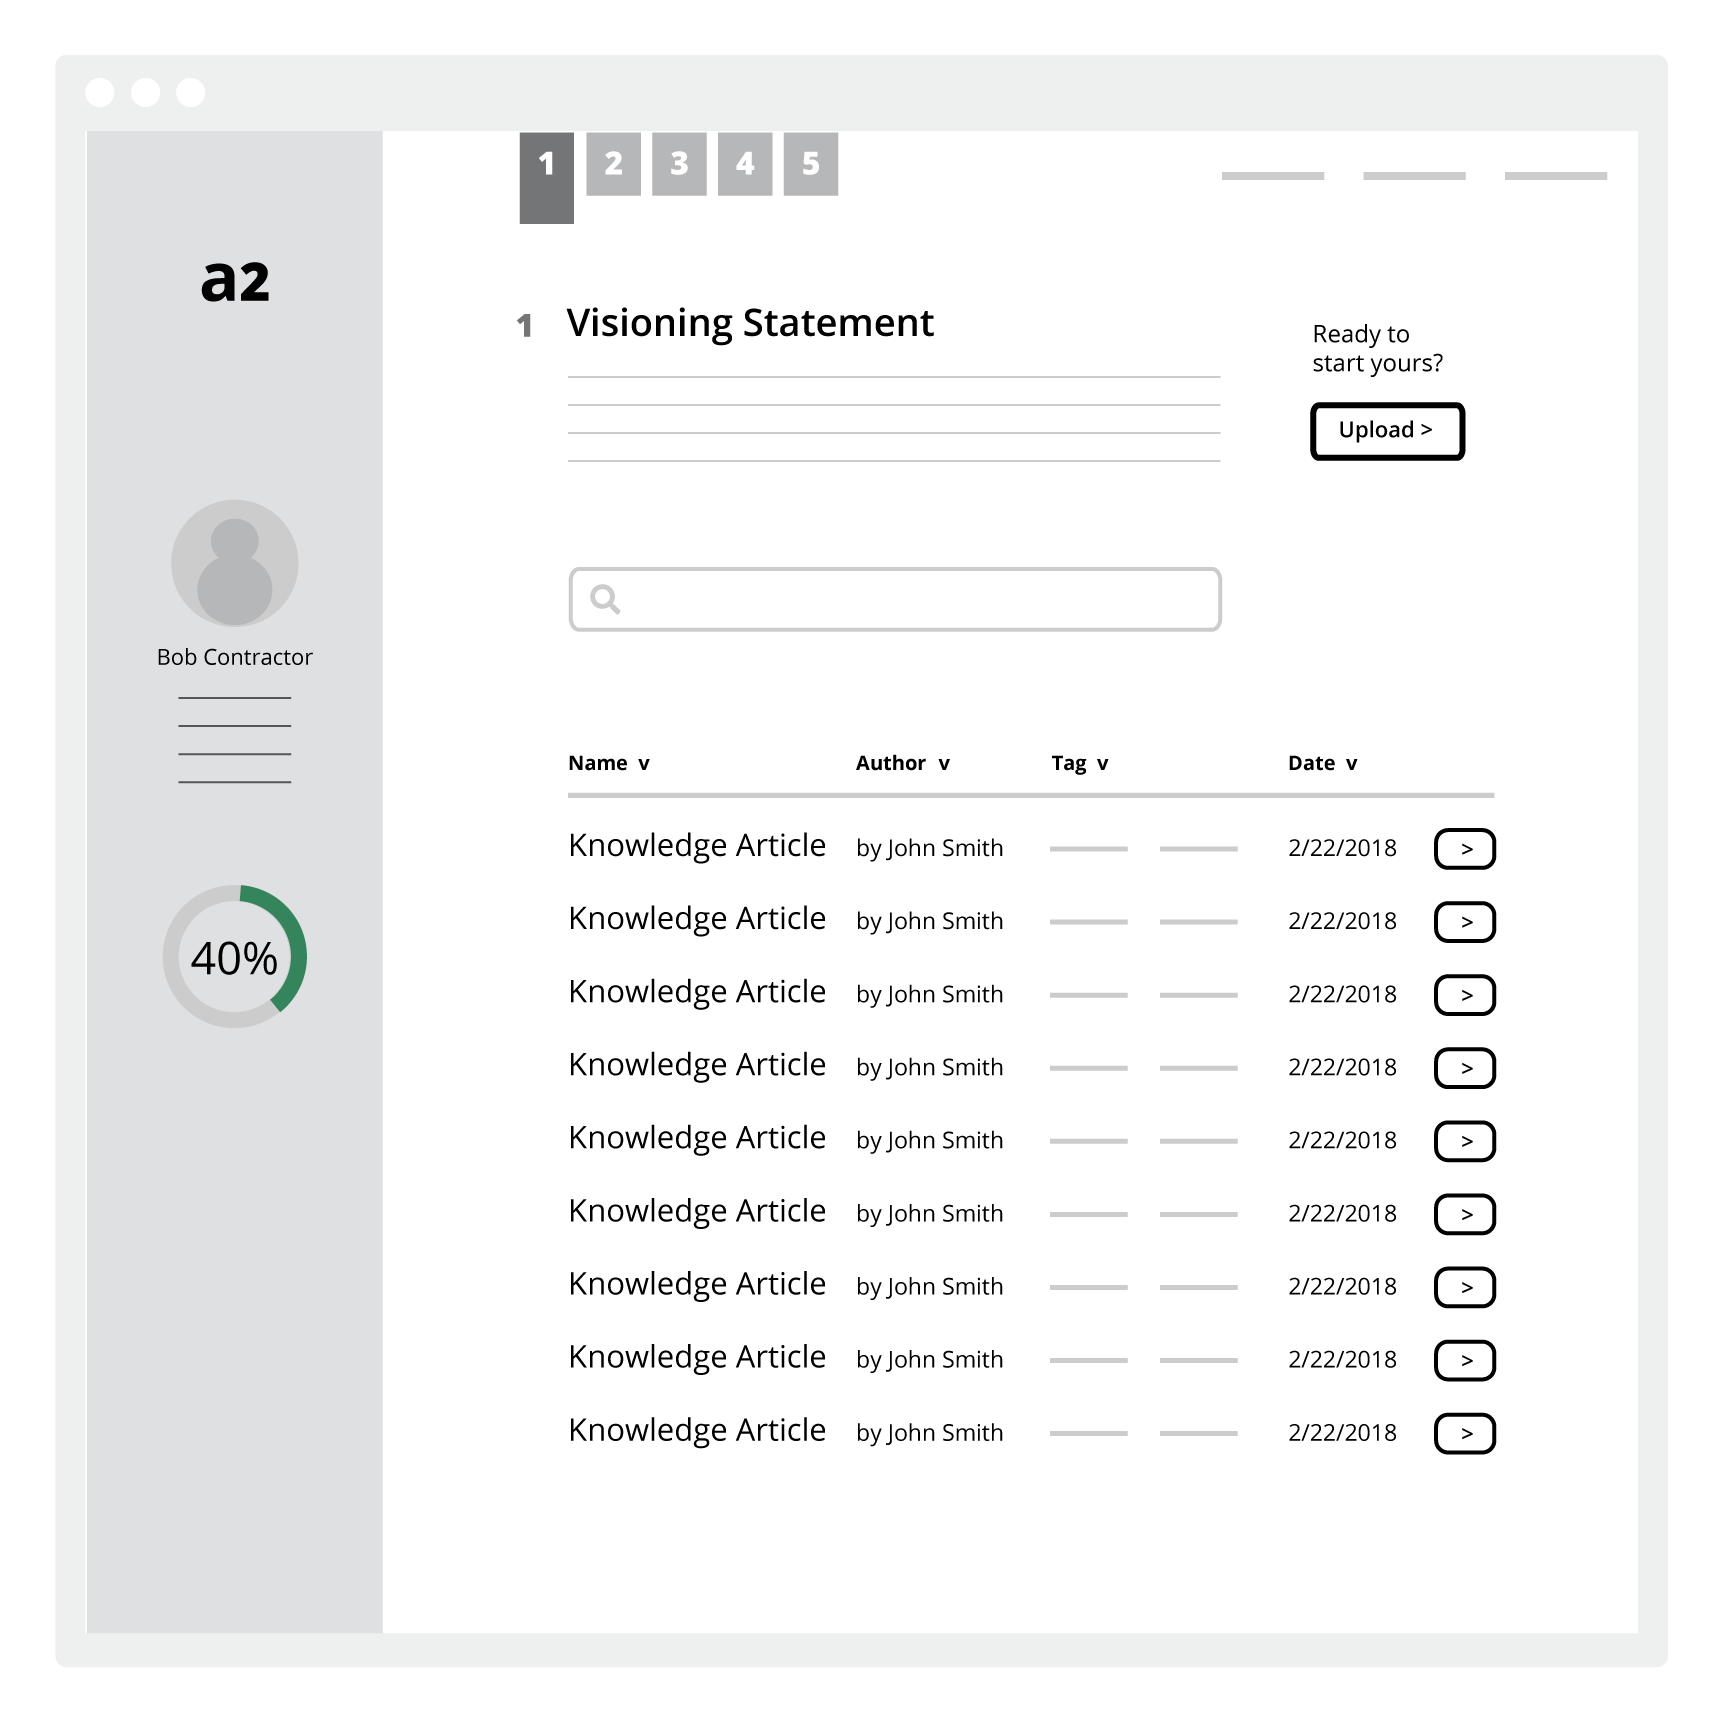 1 2 3 4 5
a2
1 Visioning Statement
Ready to
start yours?
Upload >
Bob Contractor
40%
Name v Author v Tag v Date v
Knowledge Article by John Smith 2/22/2018 >
Knowledge Article by John Smith 2/22/2018 >
Knowledge Article by John Smith 2/22/2018 >
Knowledge Article by John Smith 2/22/2018 >
Knowledge Article by John Smith 2/22/2018 >
Knowledge Article by John Smith 2/22/2018 >
Knowledge Article by John Smith 2/22/2018 >
Knowledge Article by John Smith 2/22/2018 >
Knowledge Article by John Smith 2/22/2018 >